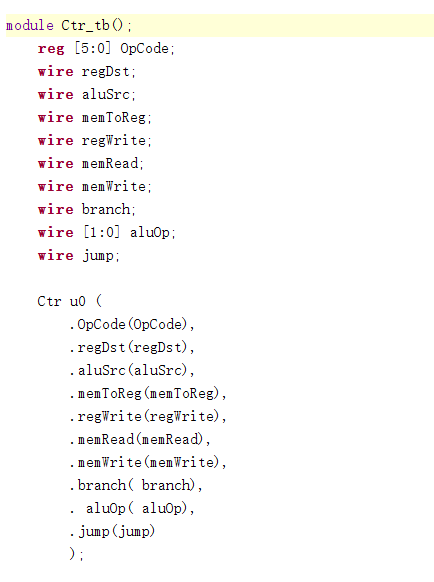 module Ctr_tb();
reg [5:0] OpCode;
wire regDst;
wire aluSrc;
wire memToReg;
wire regWrite;
wire memRead;
wire memWrite;
wire branch;
wire [1:0] aluOp;
wire jump;
Ctr u0 (
.OpCode(OpCode),
.regDst(regDst),
.aluSrc(aluSrc),
.memToReg(memToReg),
.regWrite(regWrite),
.memRead(memRead),
.memWrite(memWrite),
.branch( branch),
. aluOp( aluOp),
.jump(jump)
);